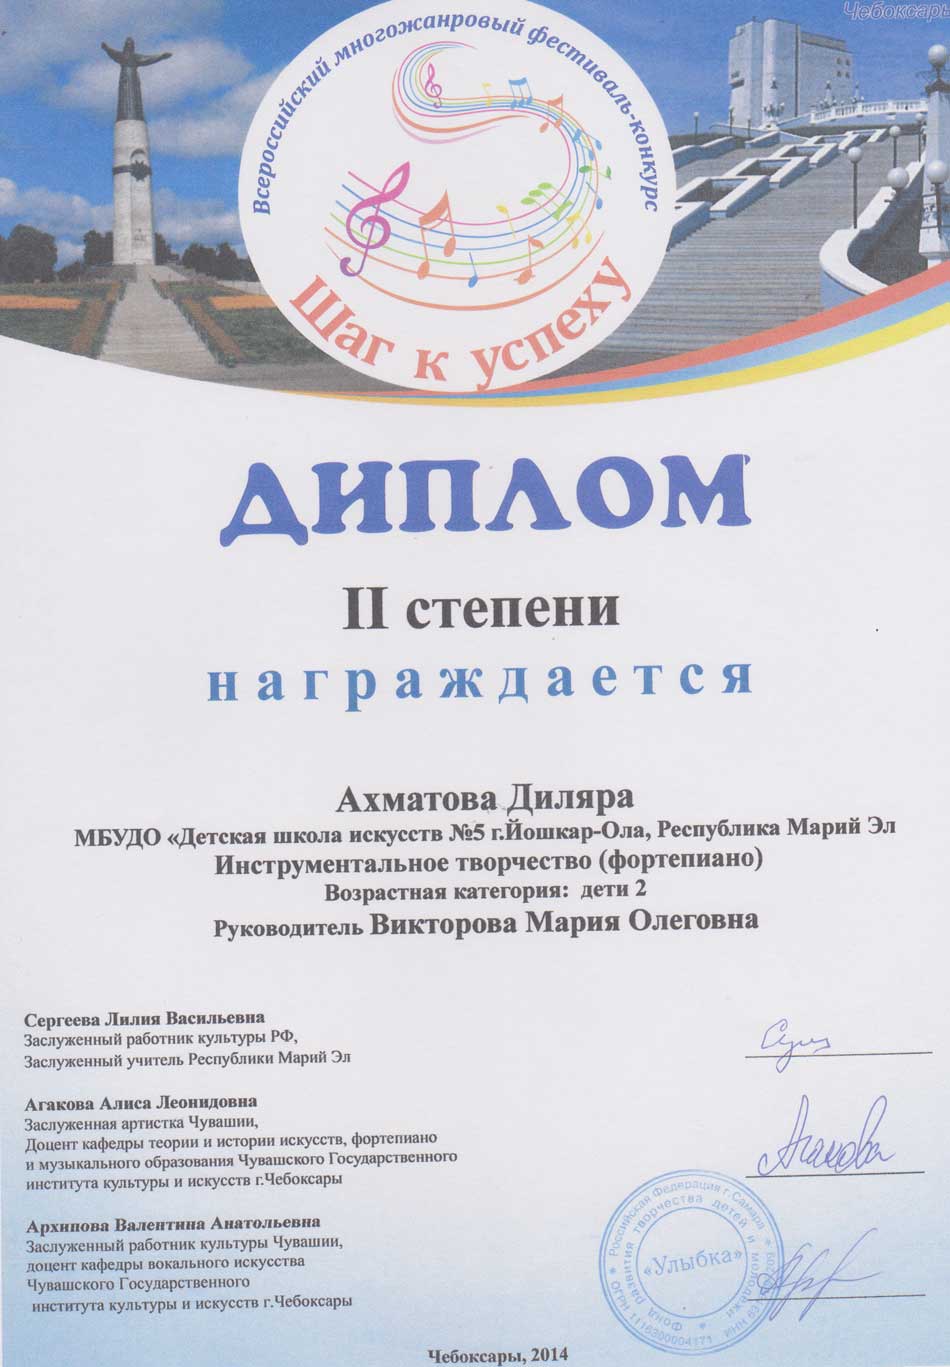 Чебоксары
Всероссийский многожанровый фестиваль-конкурс
Шаг к успеху
ДИПЛОМ
II степени
награждается
Ахматова Диляра
МБУДО «Детская школа искусств №5 г.Йошкар-Ола, Республика Марий Эл
Инструментальное творчество (фортепиано)
Возрастная категория: дети 2
Руководитель Викторова Мария Олеговна
Сергеева Лилия Васильевна
Заслуженный работник культуры РФ,
Заслуженный учитель Республики Марий Эл
Агакова Алиса Леонидовна
Заслуженная артистка Чувашии,
Доцент кафедры теории и истории искусств, фортепиано
и музыкального образования Чувашского Государственного
института культуры и искусств г.Чебоксары
Агакова
Архипова Валентина Анатольевна
Заслуженный работник культуры Чувашии,
доцент кафедры вокального искусства
Чувашского Государственного
института культуры и искусств г.Чебоксары
Российская Федерация г.Самара
Фонд развития творчества детей и молодежи
«Улыбка»
Чебоксары, 2014